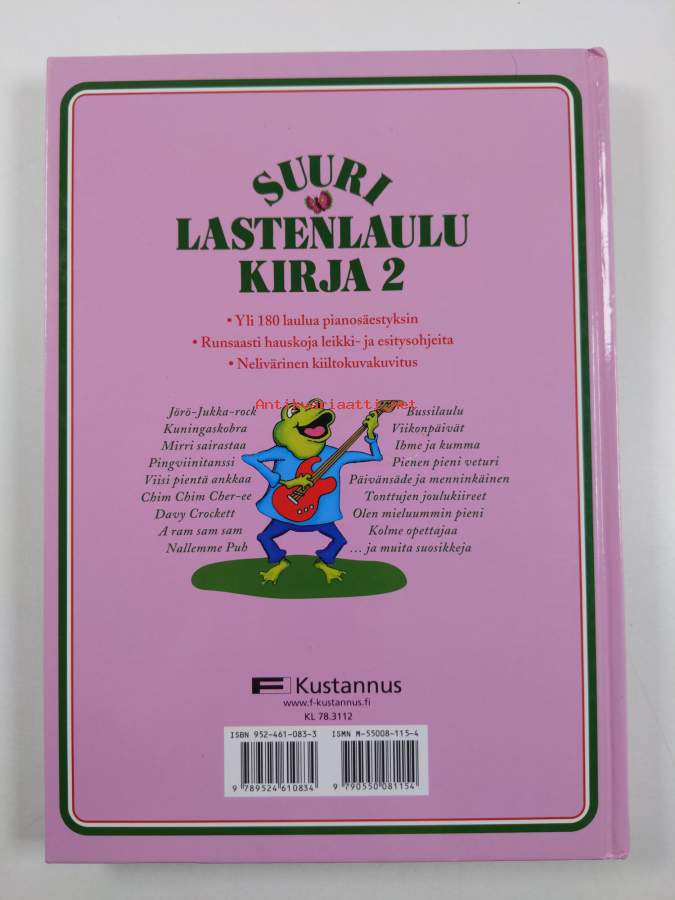 SUURI
LASTENLAULU
KIRJA 2
• Yli 180 laulua pianosäestyksin
• Runsaasti hauskoja leikki- ja esitysohjeita
• Nelivärinen kiiltokuvakuvitus
Antikvariaatti.net
Jörö-Jukka-rock
Kuningaskobra
Mirri sairastaa
Pingviinitanssi
Viisi pientä ankkaa
Chim Chim Cher-ee
Davy Crockett
A ram sam sam
Nallemme Puh
Bussilaulu
Viikonpäivät
Ihme ja kumma
Pienen pieni veturi
Päivänsäde ja menninkäinen
Tonttujen joulukiireet
Olen mieluummin pieni
Kolme opettajaa
... ja muita suosikkeja
F Kustannus
www.f-kustannus.fi
KL 78.3112
ISBN 952-461-083-3
9 789524 610834
ISMN M-55008-115-4
9 790550 081154